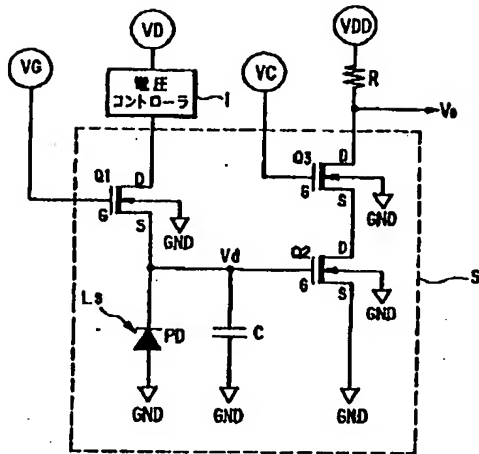 VD
VDD
VG
VC
電圧
コントローラ
1
R
Vo
Q1
D
G
S
GND
Q3
D
G
S
GND
Vd
Q2
D
G
S
GND
S
Ls
PD
C
GND
GND
GND